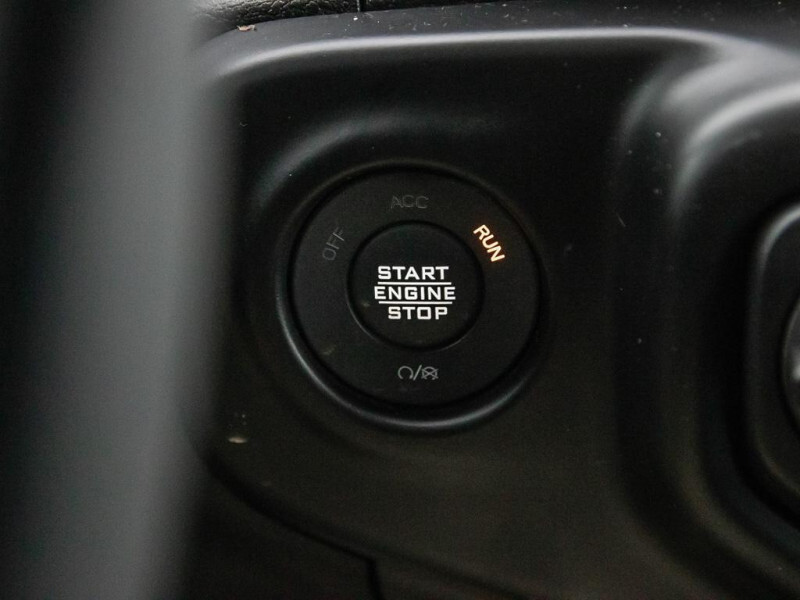 ACC
OFF
RUN
START
ENGINE
STOP